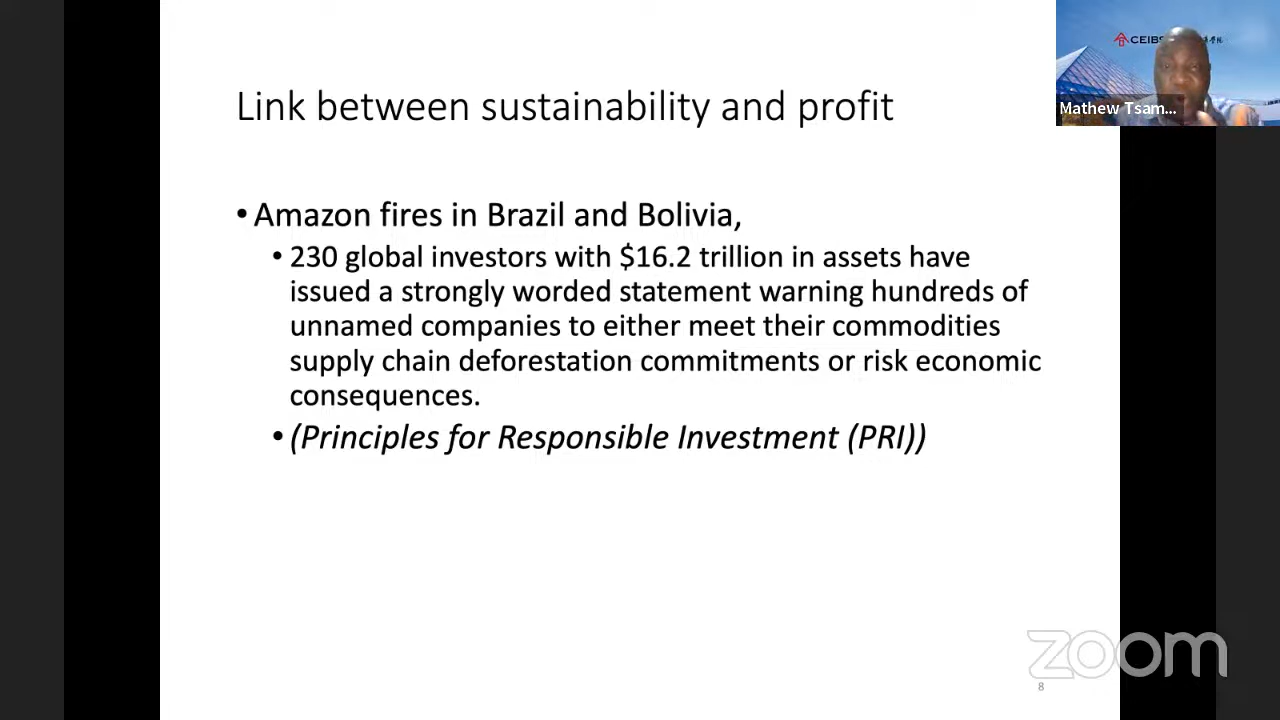 CEIBS
Mathew Tsam...
Link between sustainability and profit
• Amazon fires in Brazil and Bolivia,
• 230 global investors with $16.2 trillion in assets have
issued a strongly worded statement warning hundreds of
unnamed companies to either meet their commodities
supply chain deforestation commitments or risk economic
consequences.
• (Principles for Responsible Investment (PRI))
zoom
8